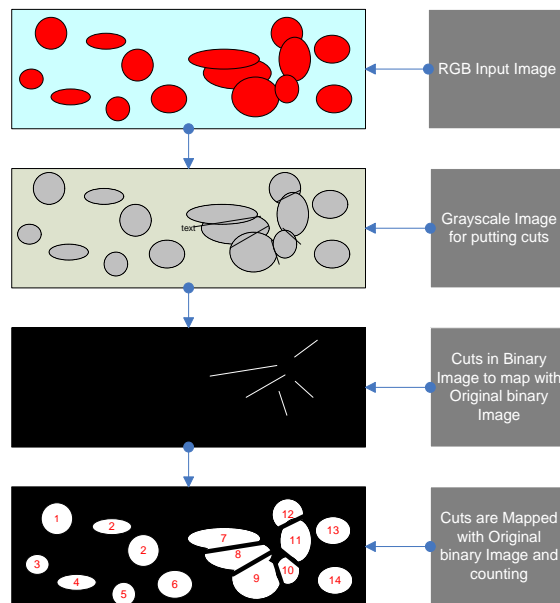 RGB Input Image
text
Grayscale Image
for putting cuts
Cuts in Binary
Image to map with
Original binary
Image
1
2
2
3
4
5
6
7
8
9
10
11
12
13
14
Cuts are Mapped
with Original
binary Image and
counting